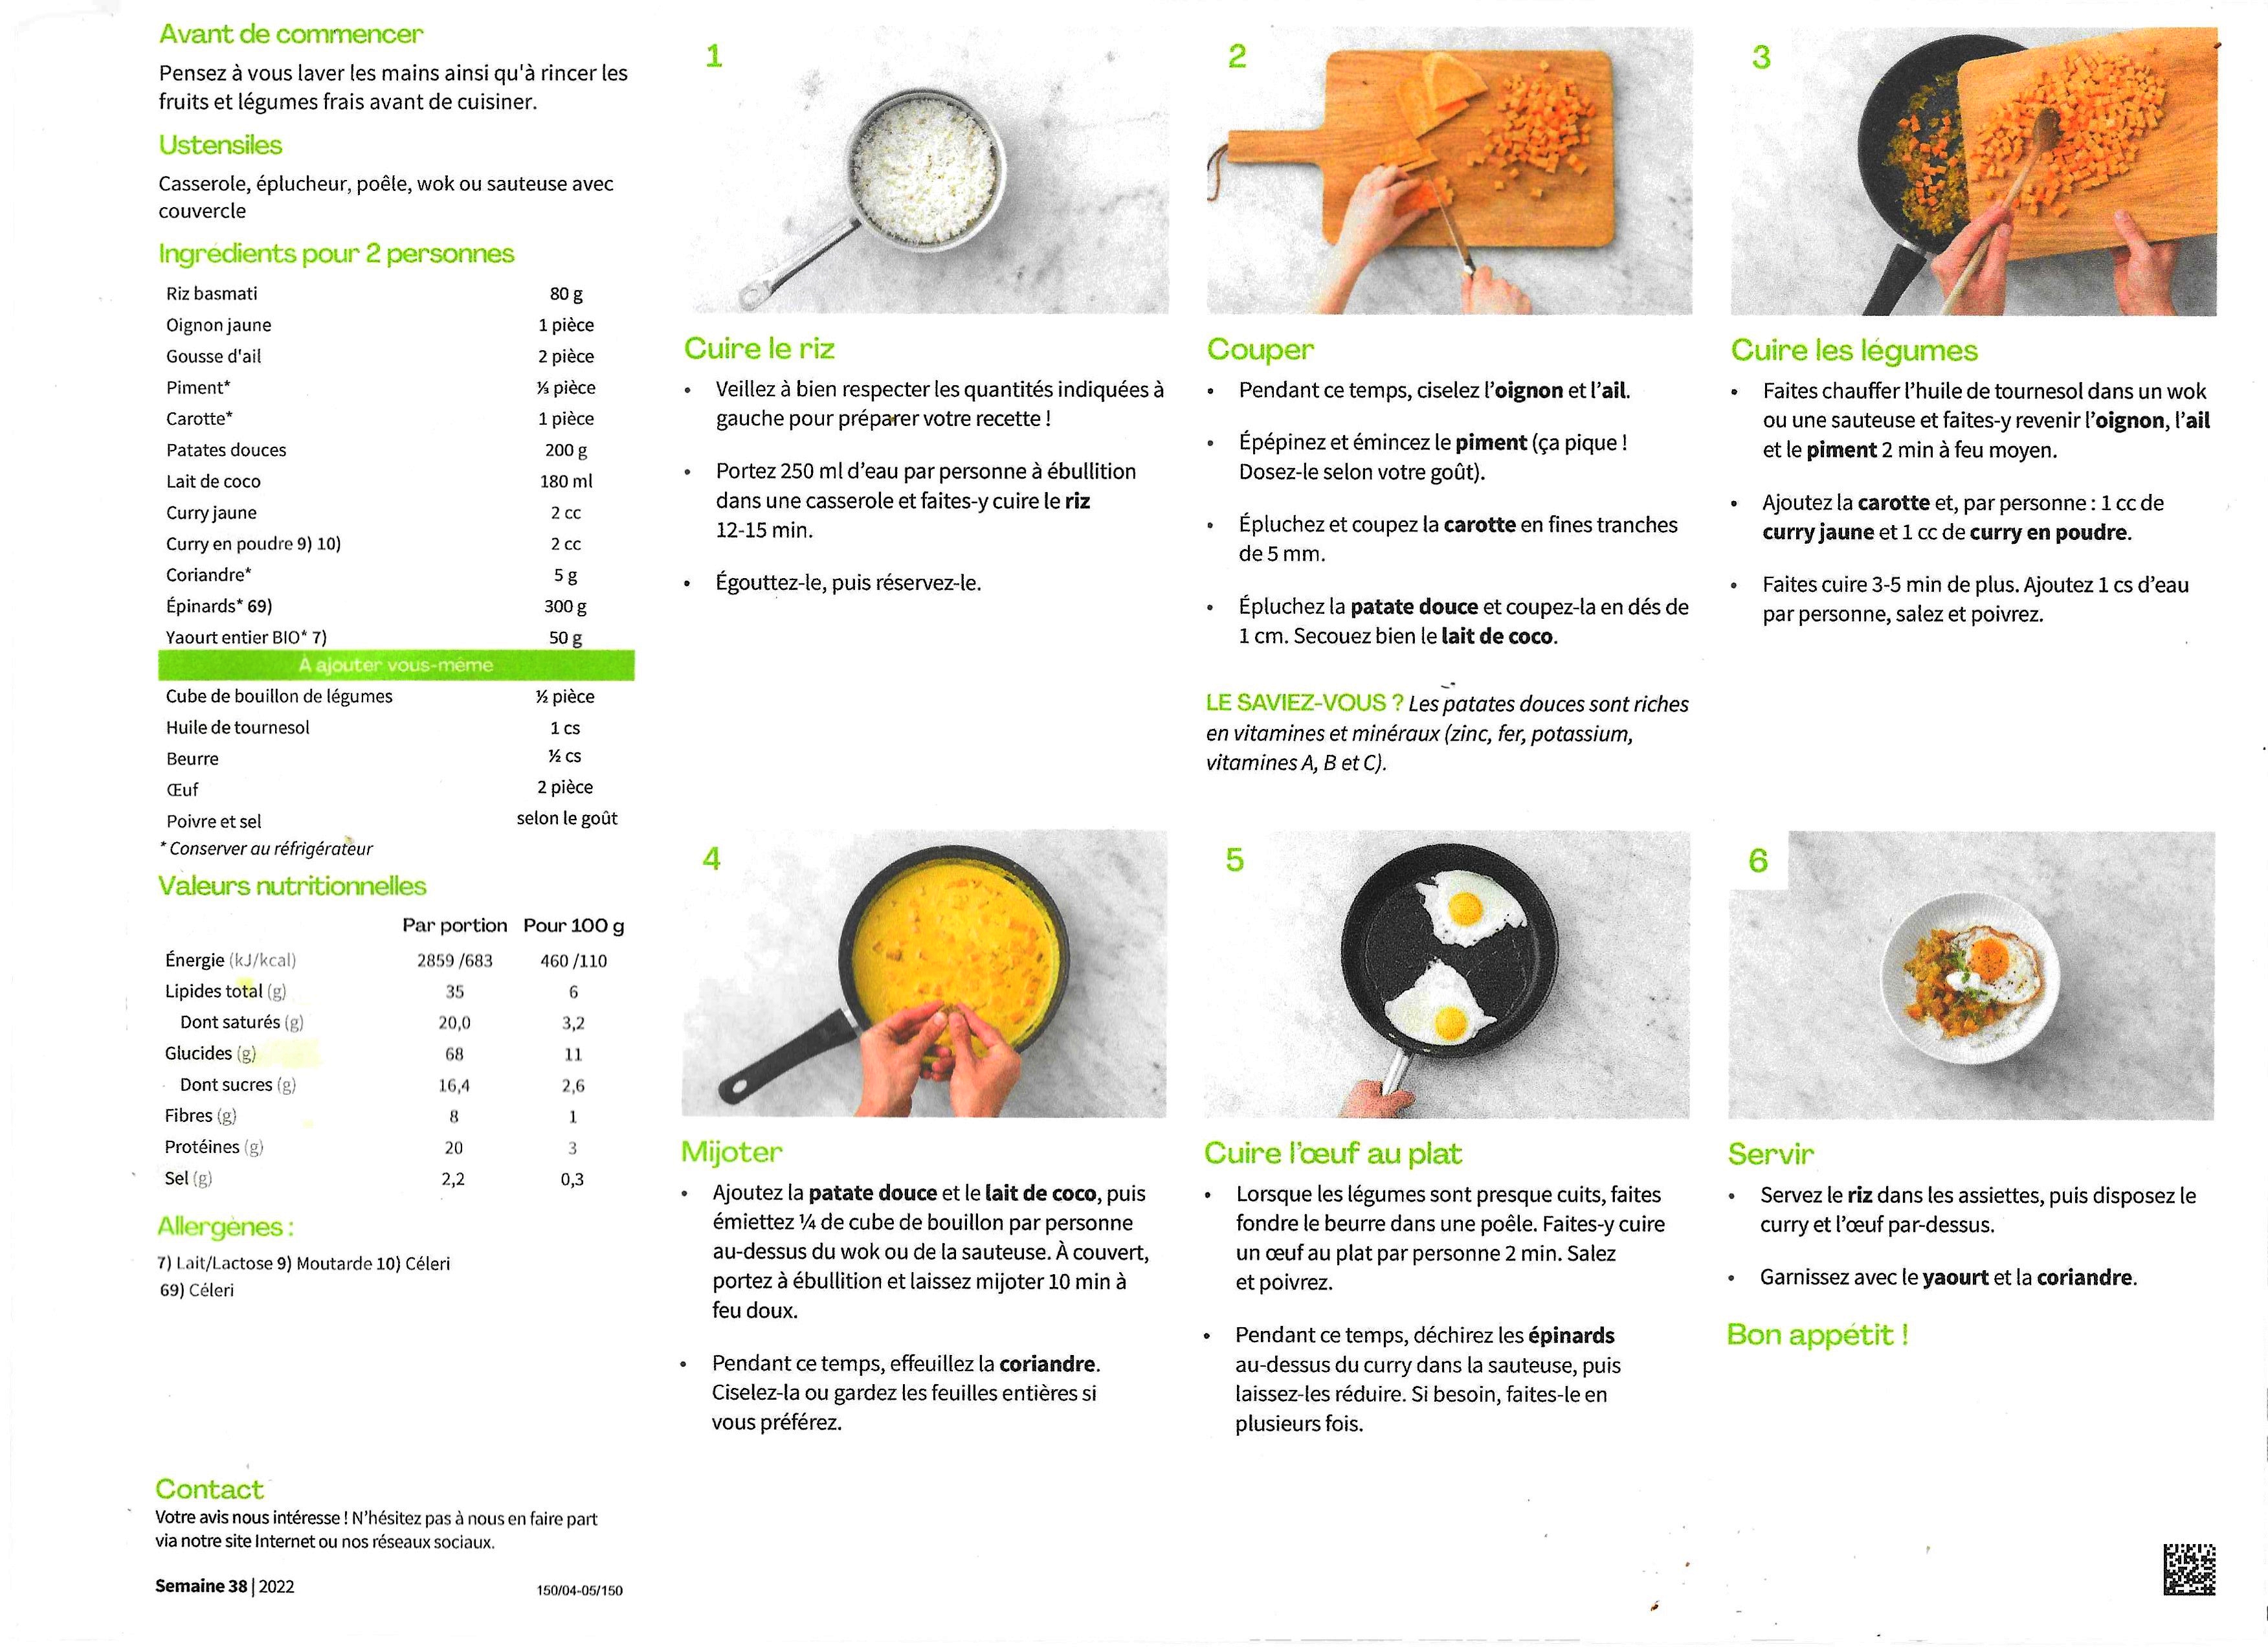 Avant de commencer
Pensez à vous laver les mains ainsi qu'à rincer les
fruits et légumes frais avant de cuisiner.
Ustensiles
Casserole, éplucheur, poêle, wok ou sauteuse avec
couvercle
Ingrédients pour 2 personnes
Riz basmati 80 g
Oignon jaune 1 pièce
Gousse d'ail 2 pièce
Piment* ⅓ pièce
Carotte* 1 pièce
Patates douces 200 g
Lait de coco 180 ml
Curry jaune 2 cc
Curry en poudre 9) 10) 2 cc
Coriandre* 5 g
Épinards* 69) 300 g
Yaourt entier BIO* 7) 50 g
À ajouter vous-même
Cube de bouillon de légumes ½ pièce
Huile de tournesol 1 cs
Beurre ½ cs
Œuf 2 pièce
Poivre et sel selon le goût
* Conserver au réfrigérateur
Valeurs nutritionnelles
Par portion Pour 100 g
Énergie (kJ/kcal) 2859 /683 460 /110
Lipides total (g) 35 6
Dont saturés (g) 20,0 3,2
Glucides (g) 68 11
Dont sucres (g) 16,4 2,6
Fibres (g) 8 1
Protéines (g) 20 3
Sel (g) 2,2 0,3
Allergènes :
7) Lait/Lactose 9) Moutarde 10) Céleri
69) Céleri
Contact
Votre avis nous intéresse ! N'hésitez pas à nous en faire part
via notre site Internet ou nos réseaux sociaux.
Semaine 38 | 2022 150/04-05/150
1
Cuire le riz
• Veillez à bien respecter les quantités indiquées à
gauche pour préparer votre recette !
• Portez 250 ml d'eau par personne à ébullition
dans une casserole et faites-y cuire le riz
12-15 min.
• Égouttez-le, puis réservez-le.
2
Couper
• Pendant ce temps, ciselez l'oignon et l'ail.
• Épépinez et émincez le piment (ça pique !
Dosez-le selon votre goût).
• Épluchez et coupez la carotte en fines tranches
de 5 mm.
• Épluchez la patate douce et coupez-la en dés de
1 cm. Secouez bien le lait de coco.
LE SAVIEZ-VOUS ? Les patates douces sont riches
en vitamines et minéraux (zinc, fer, potassium,
vitamines A, B et C).
3
Cuire les légumes
• Faites chauffer l'huile de tournesol dans un wok
ou une sauteuse et faites-y revenir l'oignon, l'ail
et le piment 2 min à feu moyen.
• Ajoutez la carotte et, par personne : 1 cc de
curry jaune et 1 cc de curry en poudre.
• Faites cuire 3-5 min de plus. Ajoutez 1 cs d'eau
par personne, salez et poivrez.
4
Mijoter
• Ajoutez la patate douce et le lait de coco, puis
émiettez ¼ de cube de bouillon par personne
au-dessus du wok ou de la sauteuse. À couvert,
portez à ébullition et laissez mijoter 10 min à
feu doux.
• Pendant ce temps, effeuillez la coriandre.
Ciselez-la ou gardez les feuilles entières si
vous préférez.
5
Cuire l'œuf au plat
• Lorsque les légumes sont presque cuits, faites
fondre le beurre dans une poêle. Faites-y cuire
un œuf au plat par personne 2 min. Salez
et poivrez.
• Pendant ce temps, déchirez les épinards
au-dessus du curry dans la sauteuse, puis
laissez-les réduire. Si besoin, faites-le en
plusieurs fois.
6
Servir
• Servez le riz dans les assiettes, puis disposez le
curry et l'œuf par-dessus.
• Garnissez avec le yaourt et la coriandre.
Bon appétit !